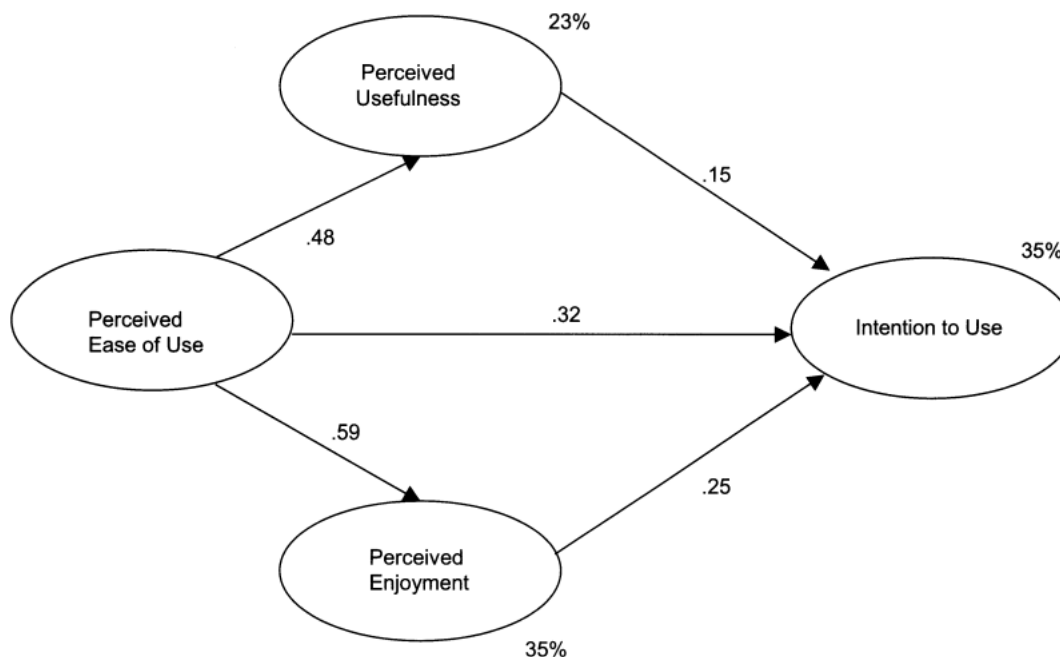 23%
Perceived
Usefulness
.15
.48
35%
Perceived
Ease of Use
.32
Intention to Use
.59
.25
Perceived
Enjoyment
35%